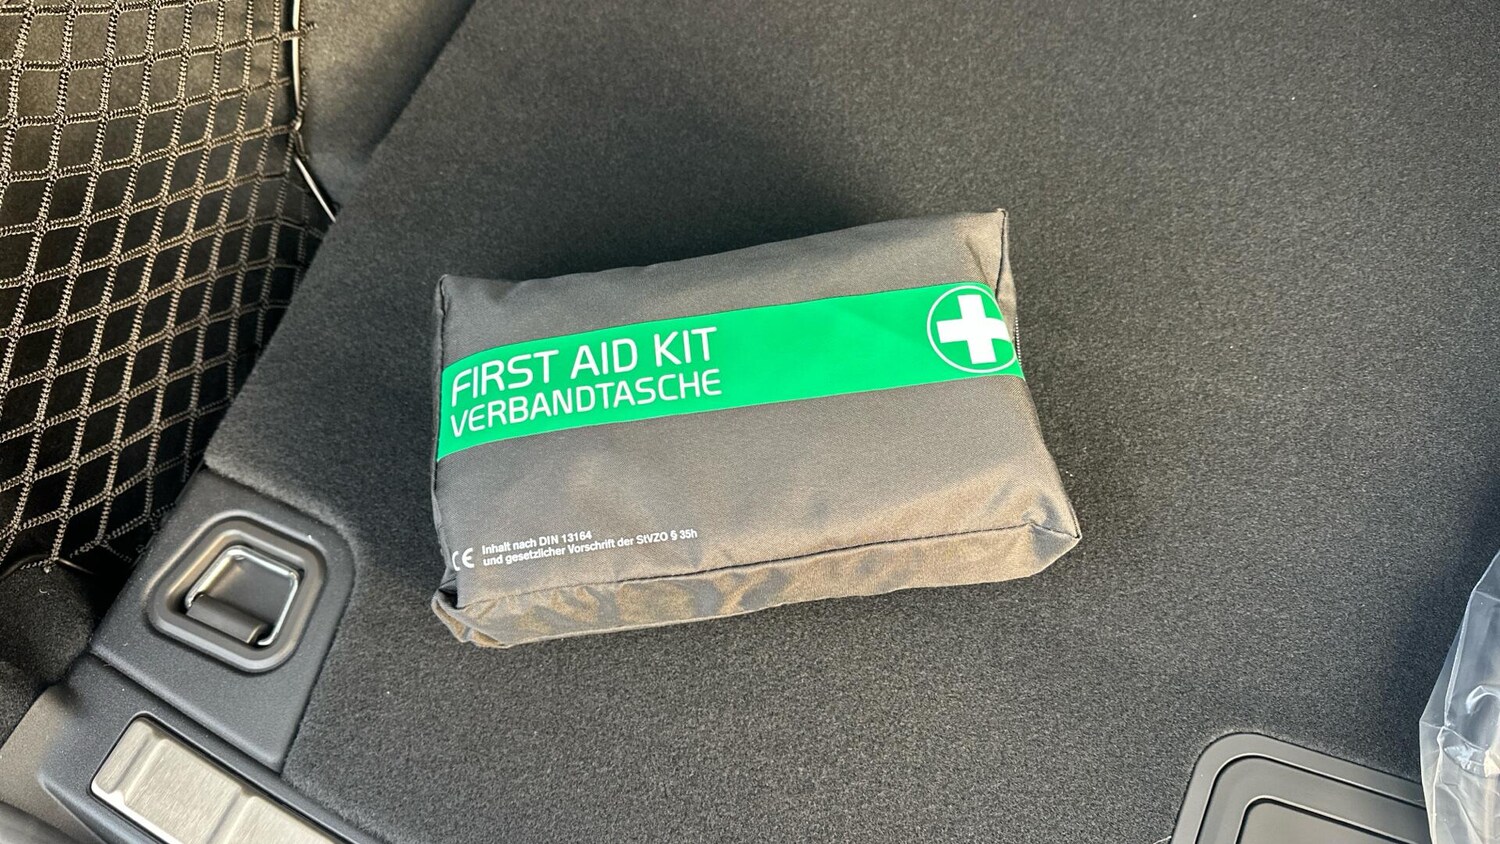 FIRST AID KIT
VERBANDTASCHE
CE Inhalt nach DIN 13164
und gesetzlicher Vorschrift der StVZO § 35h